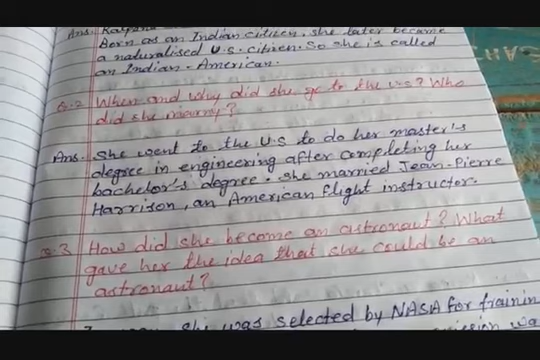 Ans. Kalpana
Born as an Indian citizen, she later became
a naturalised U.S. citizen. So she is called
an Indian-American.
Q.2 When and why did she go to the U.S? Who
did she marry?
Ans. She went to the U.S to do her master's
degree in engineering after completing her
bachelor's degree. She married Jean-Pierre
Harrison, an American flight instructor.
Q.3 How did she become an astronaut? What
gave her the idea that she could be an
astronaut?
she was selected by NASA for trainin